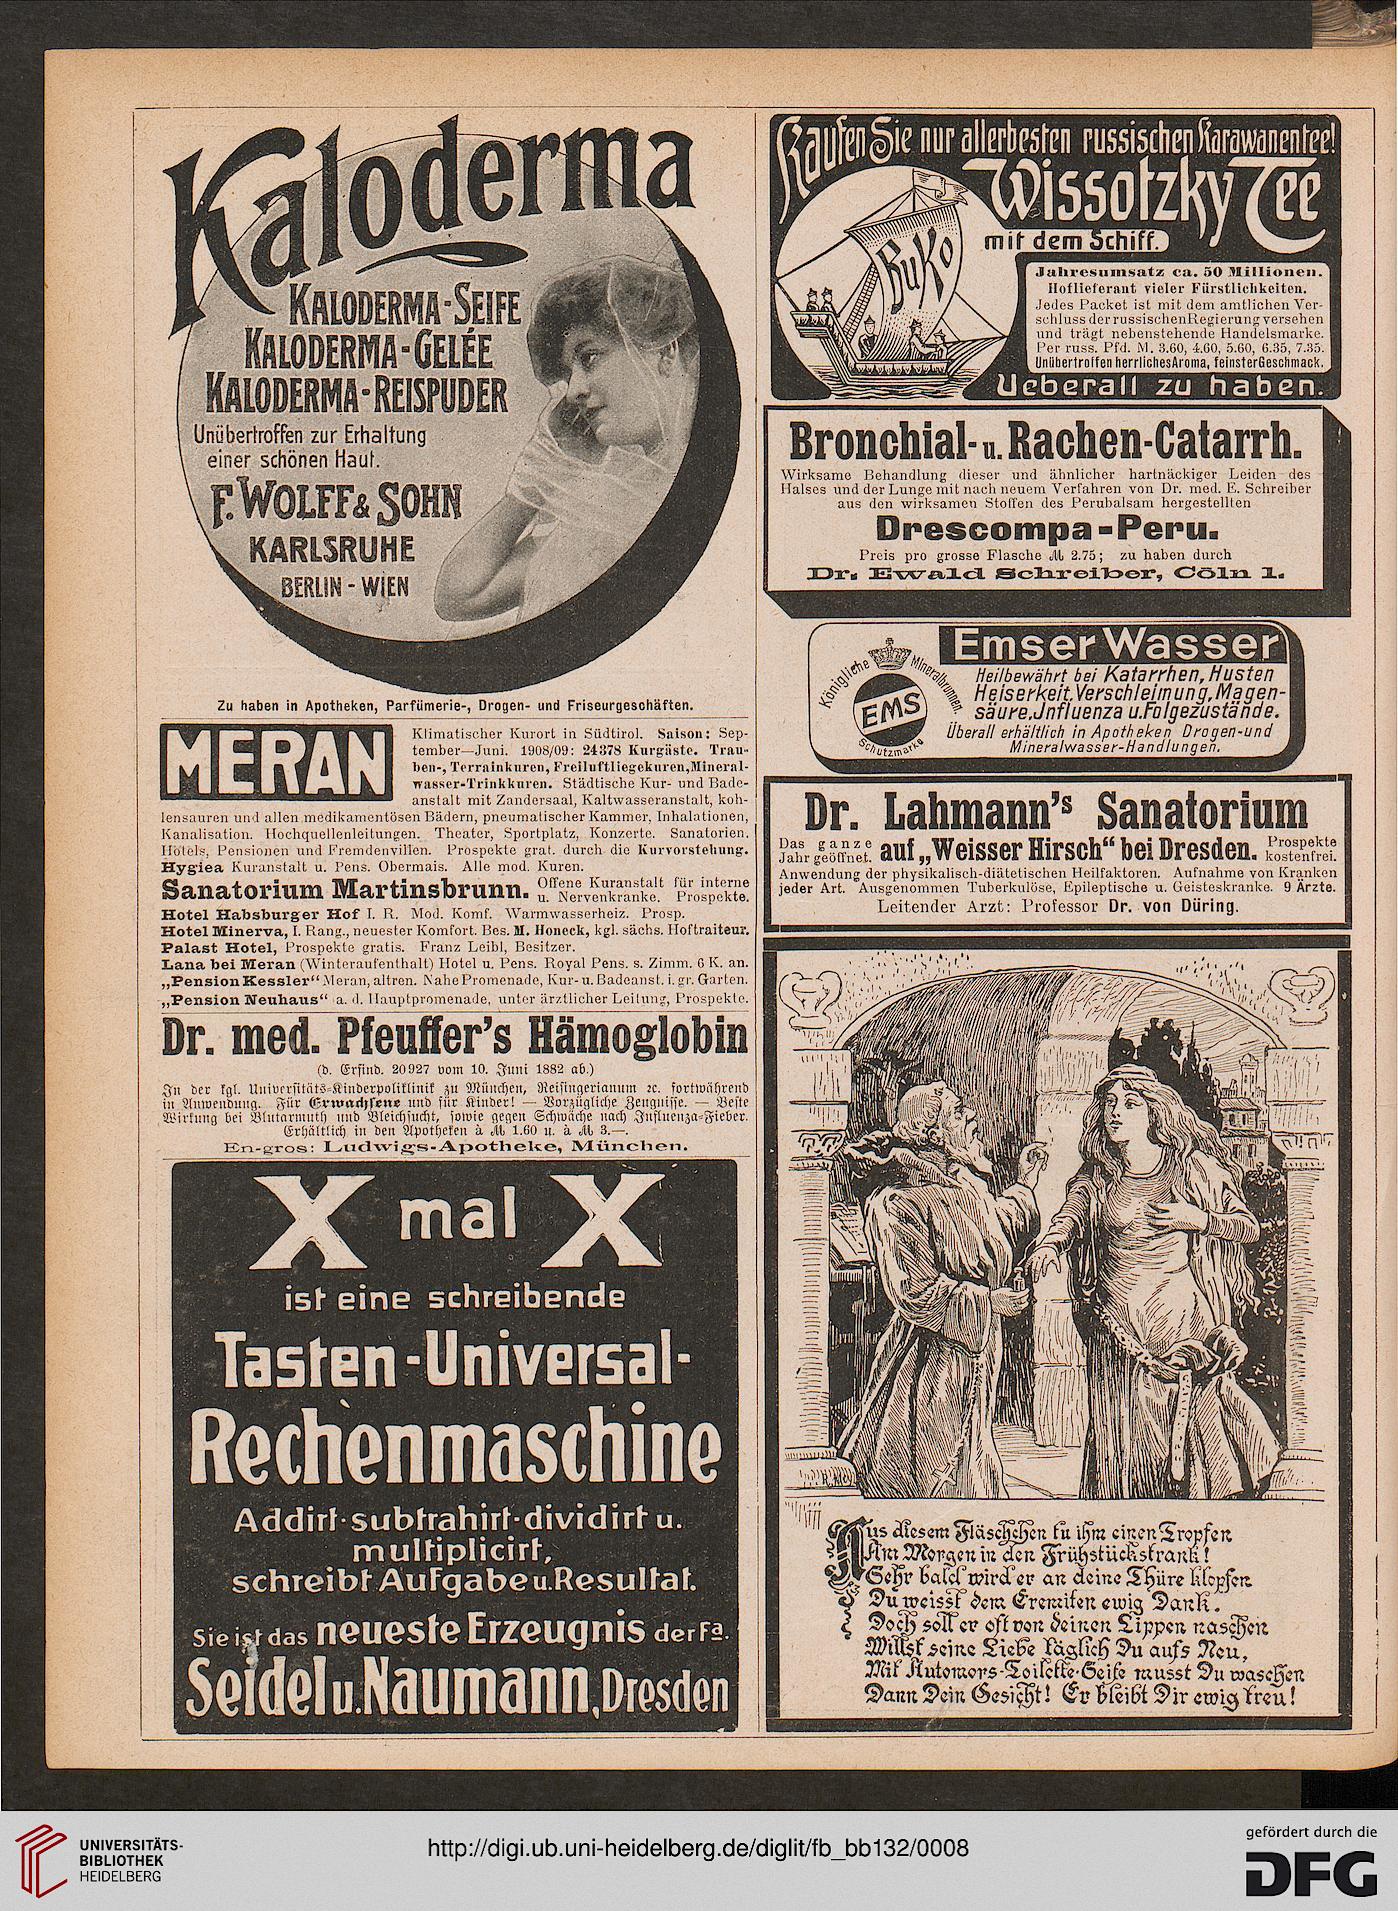 Kaloderma
KALODERMA-SEIFE
KALODERMA-GELÉE
KALODERMA-REISPUDER
Unübertroffen zur Erhaltung
einer schönen Haut.
F. WOLFF & SOHN
KARLSRUHE
BERLIN - WIEN
Zu haben in Apotheken, Parfümerie-, Drogen- und Friseurgeschäften.
MERAN
Klimatischer Kurort in Südtirol. Saison: Sep-
tember—Juni. 1908/09: 24378 Kurgäste. Trau-
ben-, Terrainkuren, Freiluftliegekuren, Mineral-
wasser-Trinkkuren. Städtische Kur- und Bade-
anstalt mit Zandersaal, Kaltwasseranstalt, koh-
lensauren und allen medikamentösen Bädern, pneumatischer Kammer, Inhalationen,
Kanalisation. Hochquellenleitungen. Theater, Sportplatz, Konzerte. Sanatorien.
Hôtels, Pensionen und Fremdenvillen. Prospekte grat. durch die Kurvorstehung.
Hygiea Kuranstalt u. Pens. Obermais. Alle mod. Kuren.
Sanatorium Martinsbrunn. Offene Kuranstalt für interne
u. Nervenkranke. Prospekte.
Hotel Habsburger Hof I. R. Mod. Komf. Warmwasserheiz. Prosp.
Hotel Minerva, I. Rang., neuester Komfort. Bes. M. Honeck, kgl. sächs. Hoftraiteur.
Palast Hotel, Prospekte gratis. Franz Leibl, Besitzer.
Lana bei Meran (Winteraufenthalt) Hotel u. Pens. Royal Pens. s. Zimm. 6 K. an.
„Pension Kessler“ Meran, altren. Nahe Promenade, Kur- u. Badeanst. i. gr. Garten.
„Pension Neuhaus“ a. d. Hauptpromenade, unter ärztlicher Leitung, Prospekte.
Dr. med. Pfeuffer's Hämoglobin
(d. Erfind. 20927 vom 10. Juni 1882 ab.)
In der kgl. Universitäts-Kinderpoliklinik zu München, Reisingerianum ꝛc. fortwährend
in Anwendung. Für Erwachsene und für Kinder! — Vorzügliche Zeugnisse. — Beste
Wirkung bei Blutarmuth und Bleichsucht, sowie gegen Schwäche nach Influenza-Fieber.
Erhältlich in den Apotheken à ℳ 1.60 u. à ℳ 3.—.
En-gros: Ludwigs-Apotheke, München.
X mal X
ist eine schreibende
Tasten-Universal-
Rechenmaschine
Addirt·subtrahirt·dividirt u.
multiplicirt,
schreibt Aufgabe u. Resultat.
Sie ist das neueste Erzeugnis der Fa.
Seidel u. Naumann, Dresden
Kaufen Sie nur allerbesten russischen Karawanentee!
Wissotzky Tee
mit dem Schiff.
BuKo
Jahresumsatz ca. 50 Millionen.
Hoflieferant vieler Fürstlichkeiten.
Jedes Packet ist mit dem amtlichen Ver-
schluss der russischen Regierung versehen
und trägt nebenstehende Handelsmarke.
Per russ. Pfd. M. 3.60, 4.60, 5.60, 6.35, 7.35.
Unübertroffen herrliches Aroma, feinster Geschmack.
Ueberall zu haben.
Bronchial- u. Rachen-Catarrh.
Wirksame Behandlung dieser und ähnlicher hartnäckiger Leiden des
Halses und der Lunge mit nach neuem Verfahren von Dr. med. E. Schreiber
aus den wirksamen Stoffen des Perubalsam hergestellten
Drescompa-Peru.
Preis pro grosse Flasche ℳ 2.75; zu haben durch
Dr. Ewald Schreiber, Cöln 1.
Emser Wasser
Königliche Mineralbrunnen.
EMS
Schutzmarke
Heilbewährt bei Katarrhen, Husten
Heiserkeit, Verschleimung, Magen-
säure, Jnfluenza u. Folgezustände.
Überall erhältlich in Apotheken Drogen-und
Mineralwasser-Handlungen.
Dr. Lahmann's Sanatorium
Das ganze
Jahr geöffnet. auf „Weisser Hirsch“ bei Dresden. Prospekte
kostenfrei.
Anwendung der physikalisch-diätetischen Heilfaktoren. Aufnahme von Kranken
jeder Art. Ausgenommen Tuberkulöse, Epileptische u. Geisteskranke. 9 Ärzte.
Leitender Arzt: Professor Dr. von Düring.
Aus diesem Fläschchen tu ihm einen Tropfen
Am Morgen in den Frühstückstrank!
Sehr bald wird er an deine Thüre klopfen
Du weisst dem Eremiten ewig Dank.
Doch soll er oft von deinen Lippen naschen
Willst seine Liebe täglich Du aufs Neu,
Mit Automors-Toilette-Seife musst Du waschen
Dann Dein Gesicht! Er bleibt Dir ewig treu!
UNIVERSITÄTS-
BIBLIOTHEK
HEIDELBERG
http://digi.ub.uni-heidelberg.de/diglit/fb_bb132/0008
gefördert durch die
DFG